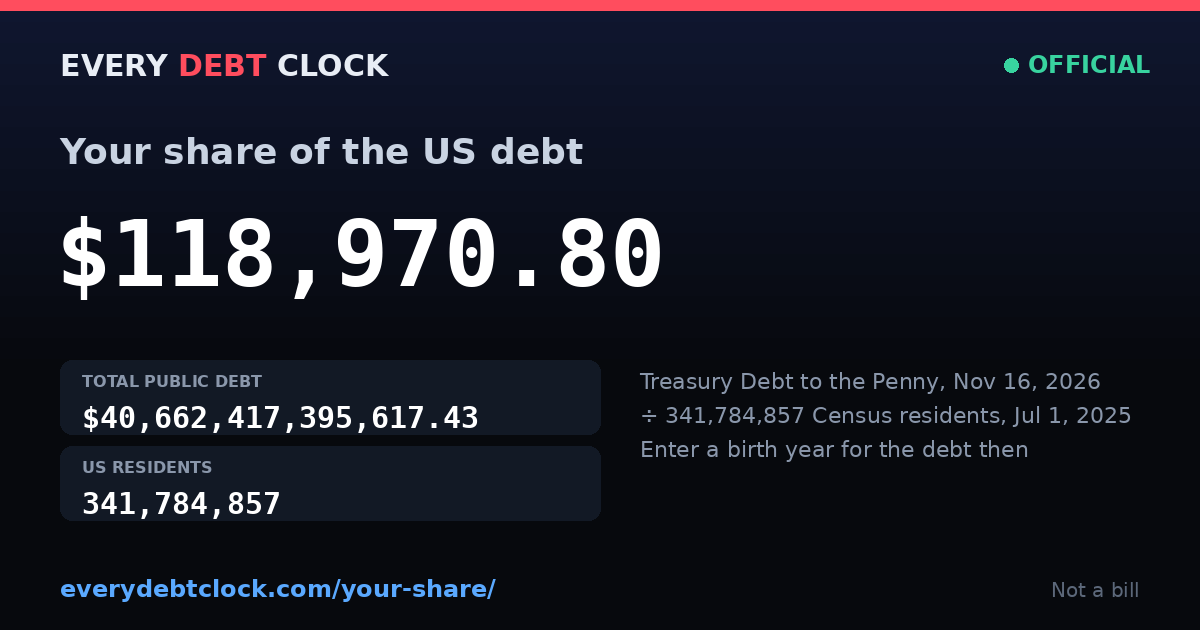 EVERY DEBT CLOCK
OFFICIAL
Your share of the US debt
$118,970.80
TOTAL PUBLIC DEBT
$40,662,417,395,617.43
US RESIDENTS
341,784,857
Treasury Debt to the Penny, Nov 16, 2026
÷ 341,784,857 Census residents, Jul 1, 2025
Enter a birth year for the debt then
everydebtclock.com/your-share/
Not a bill